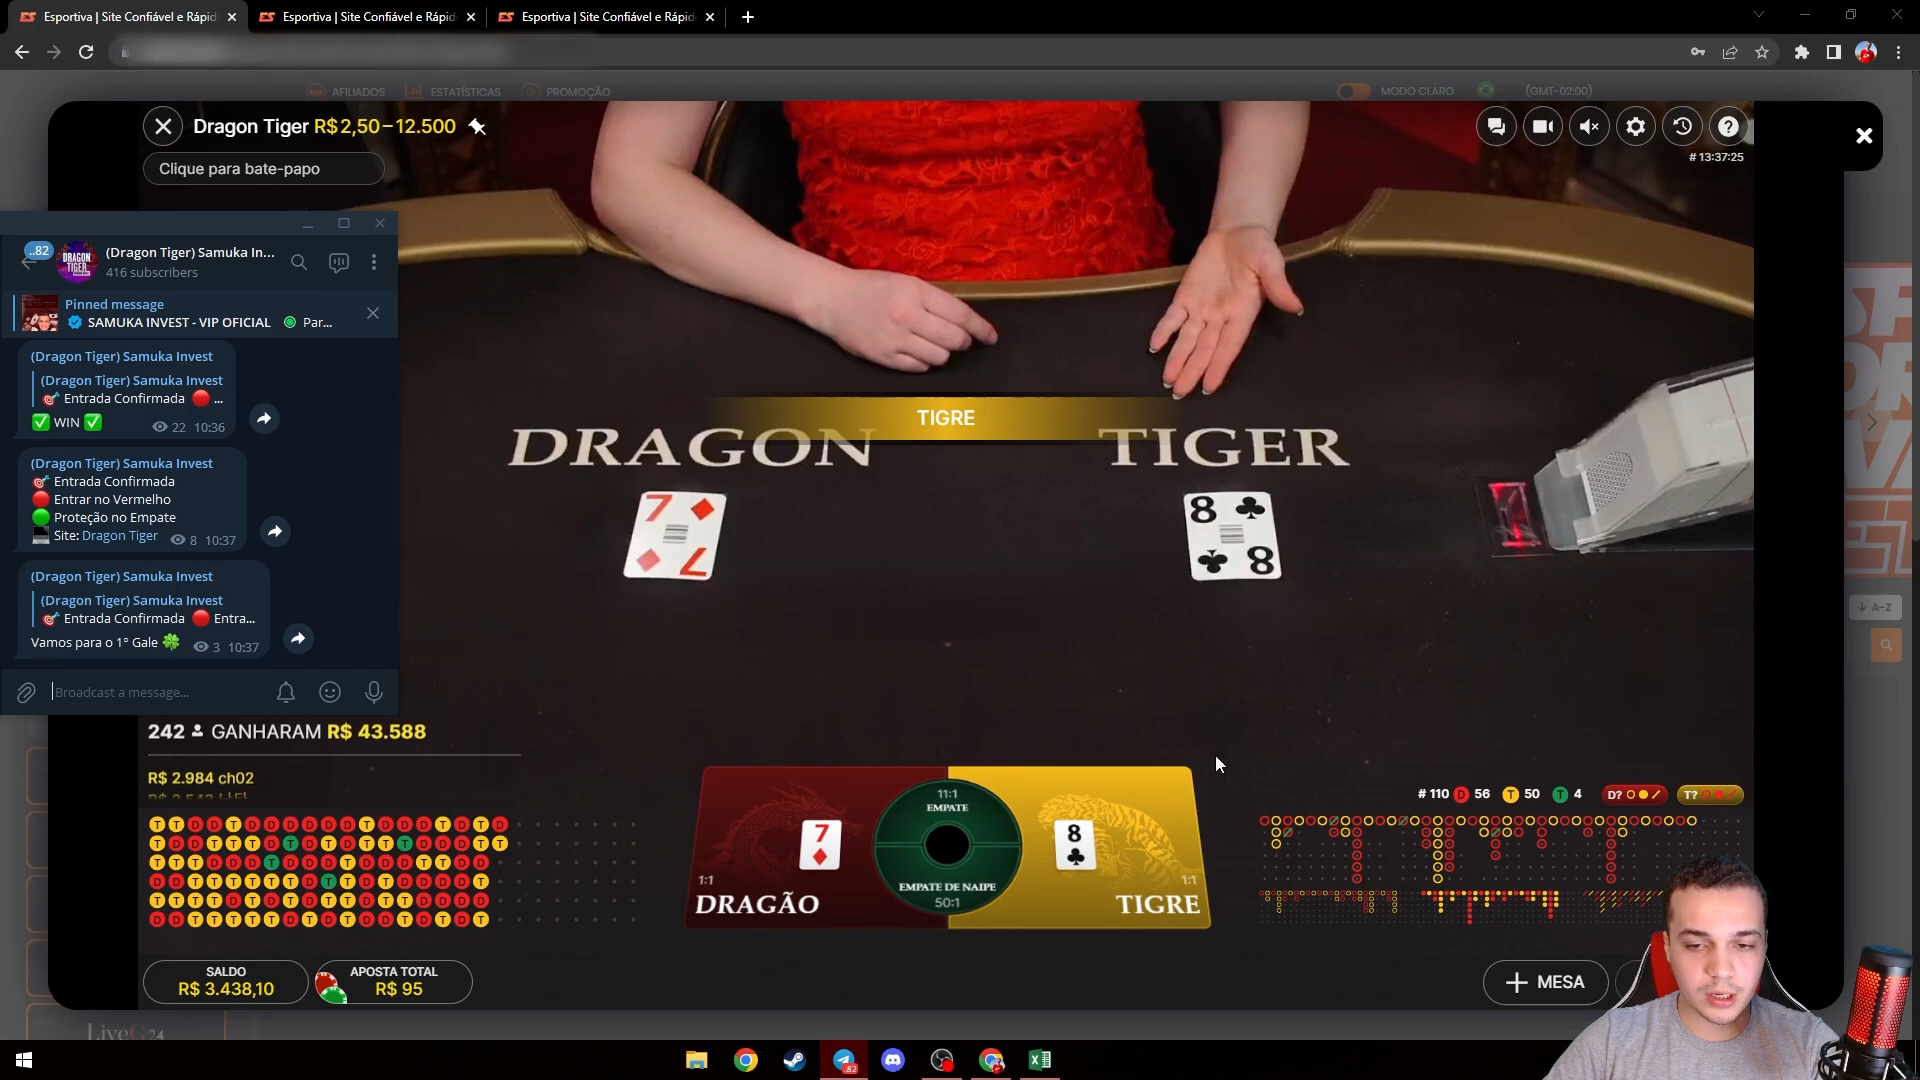 Esportiva | Site Confiável e Rápid
Esportiva | Site Confiável e Rápid
Esportiva | Site Confiável e Rápid
AFILIADOS
ESTATÍSTICAS
PROMOÇÃO
MODO CLARO
(GMT-02:00)
Dragon Tiger R$2,50–12.500
Clique para bate-papo
# 13:37:25
..82
(Dragon Tiger) Samuka In...
416 subscribers
Pinned message
SAMUKA INVEST - VIP OFICIAL Par...
(Dragon Tiger) Samuka Invest
(Dragon Tiger) Samuka Invest
Entrada Confirmada ...
WIN 22 10:36
(Dragon Tiger) Samuka Invest
Entrada Confirmada
Entrar no Vermelho
Proteção no Empate
Site: Dragon Tiger 8 10:37
(Dragon Tiger) Samuka Invest
(Dragon Tiger) Samuka Invest
Entrada Confirmada Entra...
Vamos para o 1° Gale 3 10:37
Broadcast a message...
TIGRE
DRAGON
TIGER
7
7
8
8
A-Z
242 GANHARAM R$ 43.588
R$ 2.984 ch02
11:1
EMPATE
7
8
EMPATE DE NAIPE
50:1
1:1
DRAGÃO
1:1
TIGRE
# 110 D 56 T 50 T 4
D?
T?
SALDO
R$ 3.438,10
APOSTA TOTAL
R$ 95
MESA
82